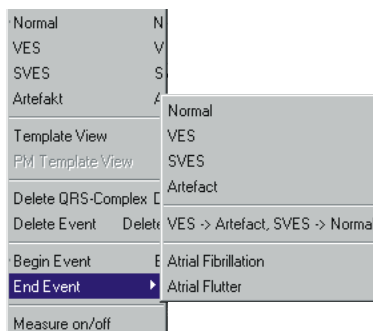 Normal N
VES V
SVES S
Artefakt
Template View
PM Template View
Delete QRS-Complex
Delete Event Delete
Begin Event
End Event
Measure on/off
Normal
VES
SVES
Artefact
VES -> Artefact, SVES -> Norma
Atrial Fibrillation
Atrial Flutter